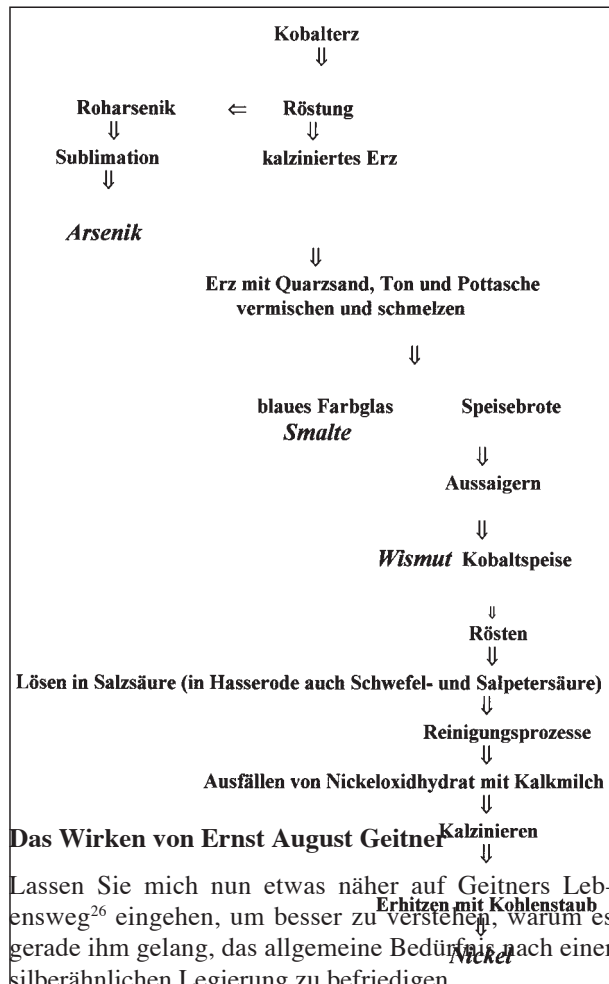 Kobalterz
⇓
Roharsenik ⇐ Röstung
⇓ ⇓
Sublimation kalziniertes Erz
⇓
Arsenik
⇓
Erz mit Quarzsand, Ton und Pottasche
vermischen und schmelzen
⇓
blaues Farbglas Speisebrote
Smalte
⇓
Aussaigern
⇓
Wismut Kobaltspeise
⇓
Rösten
⇓
Lösen in Salzsäure (in Hasserode auch Schwefel- und Salpetersäure)
⇓
Reinigungsprozesse
⇓
Ausfällen von Nickeloxidhydrat mit Kalkmilch
⇓
Kalzinieren
⇓
Erhitzen mit Kohlenstaub
⇓
Nickel
Das Wirken von Ernst August Geitner
Lassen Sie mich nun etwas näher auf Geitners Leb-
ensweg26 eingehen, um besser zu verstehen, warum es
gerade ihm gelang, das allgemeine Bedürfnis nach einer
silberähnlichen Legierung zu befriedigen